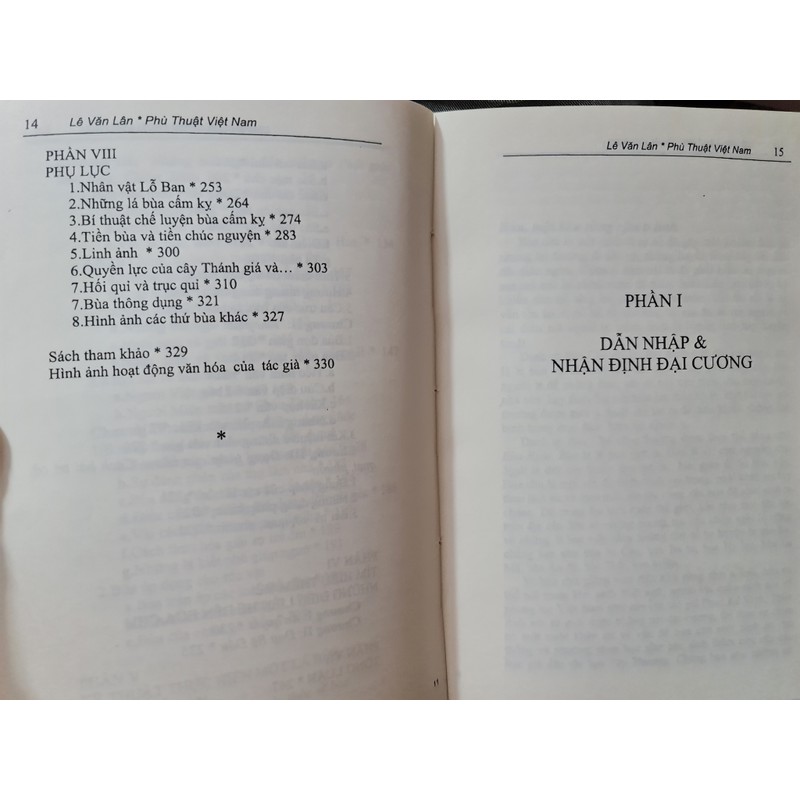 14 Lê Văn Lân * Phù Thuật Việt Nam
PHẦN VIII
PHỤ LỤC
1.Nhân vật Lỗ Ban * 253
2.Những lá bùa cấm kỵ * 264
3.Bí thuật chế luyện bùa cấm kỵ * 274
4.Tiền bùa và tiền chúc nguyện * 283
5.Linh ảnh * 300
6.Quyền lực của cây Thánh giá và... * 303
7.Hồi qui và trục qui * 310
7.Bùa thông dụng * 321
8.Hình ảnh các thứ bùa khác * 327
Sách tham khảo * 329
Hình ảnh hoạt động văn hóa của tác giả * 330
*
Lê Văn Lân * Phù Thuật Việt Nam 15
PHẦN I
DẪN NHẬP &
NHẬN ĐỊNH ĐẠI CƯƠNG